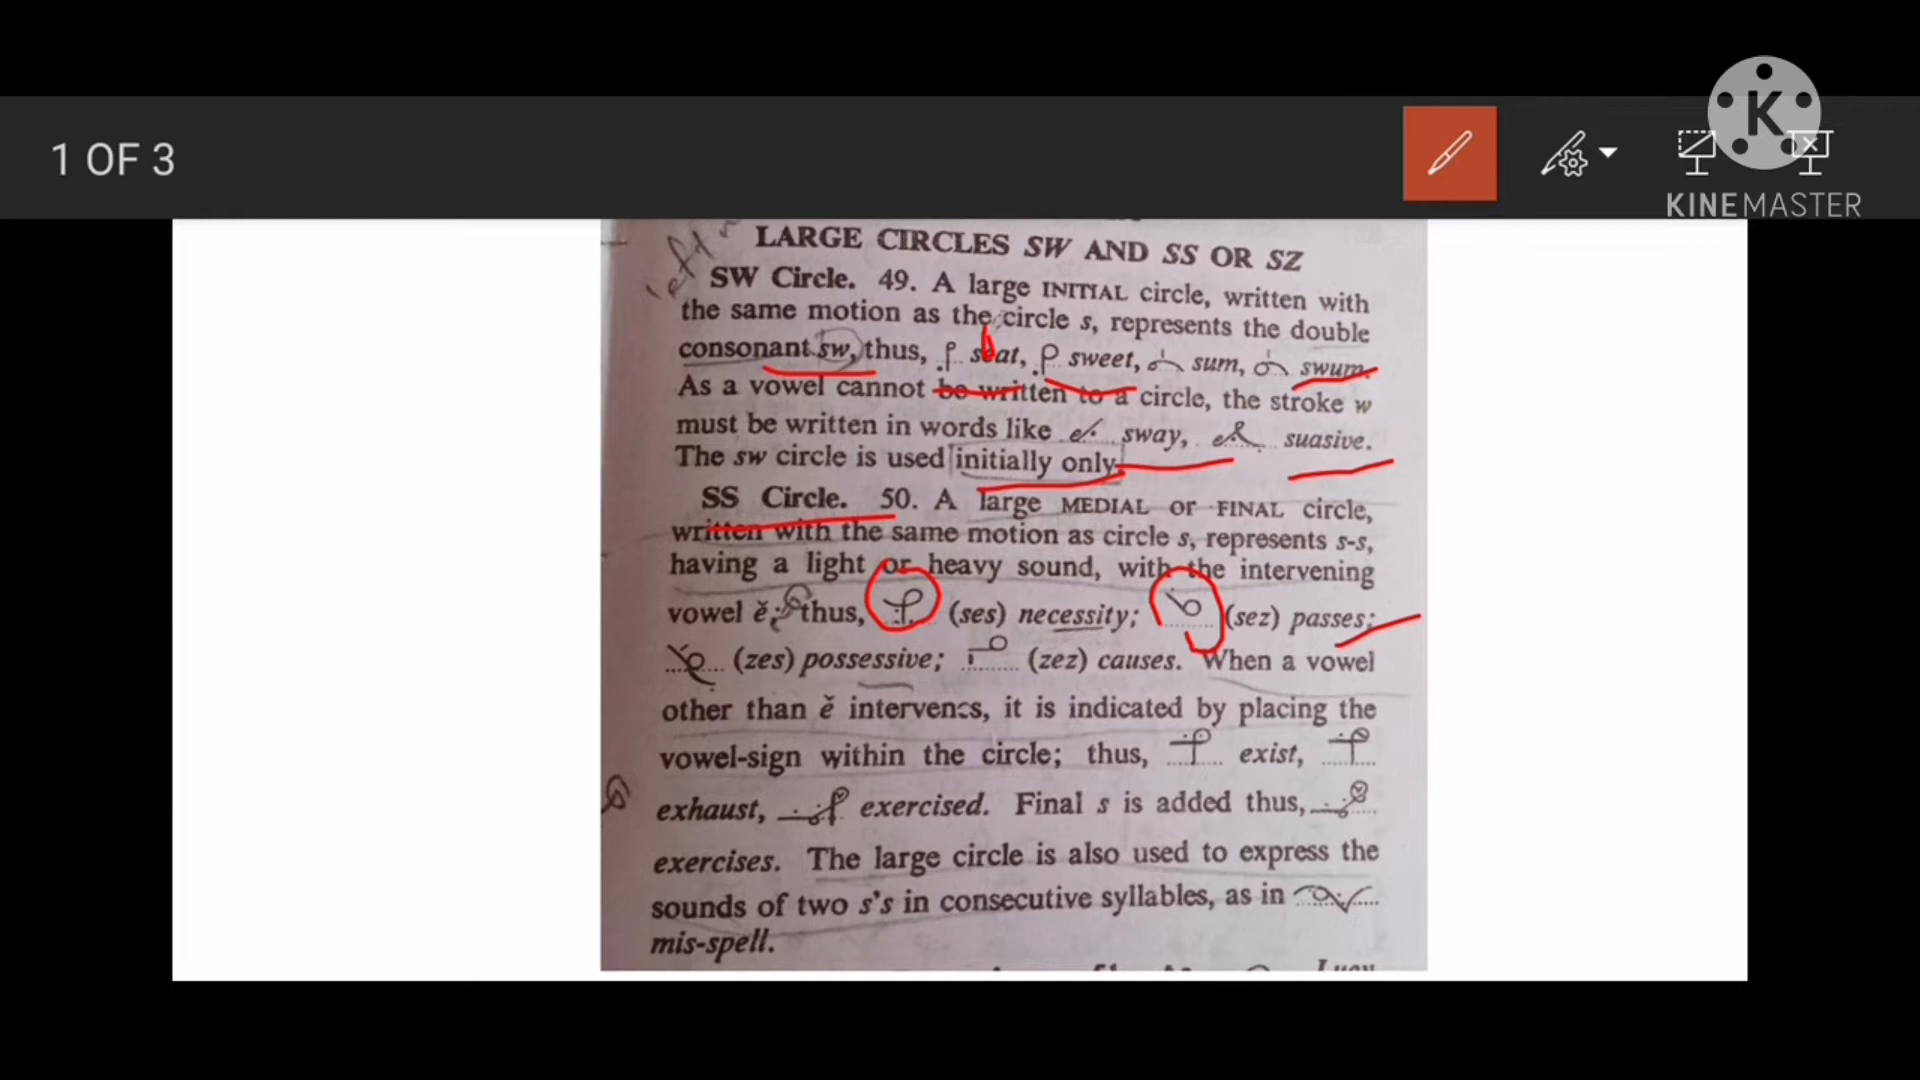 1 OF 3
KINEMASTER
LARGE CIRCLES SW AND SS OR SZ
SW Circle. 49. A large INITIAL circle, written with
the same motion as the circle s, represents the double
consonant sw, thus, seat, sweet, sum, swum.
As a vowel cannot be written to a circle, the stroke w
must be written in words like sway, suasive.
The sw circle is used initially only.
SS Circle. 50. A large MEDIAL or FINAL circle,
written with the same motion as circle s, represents s-s,
having a light or heavy sound, with the intervening
vowel ĕ; thus, (ses) necessity; (sez) passes;
(zes) possessive; (zez) causes. When a vowel
other than ĕ intervenes, it is indicated by placing the
vowel-sign within the circle; thus, exist,
exhaust, exercised. Final s is added thus,
exercises. The large circle is also used to express the
sounds of two s's in consecutive syllables, as in
mis-spell.